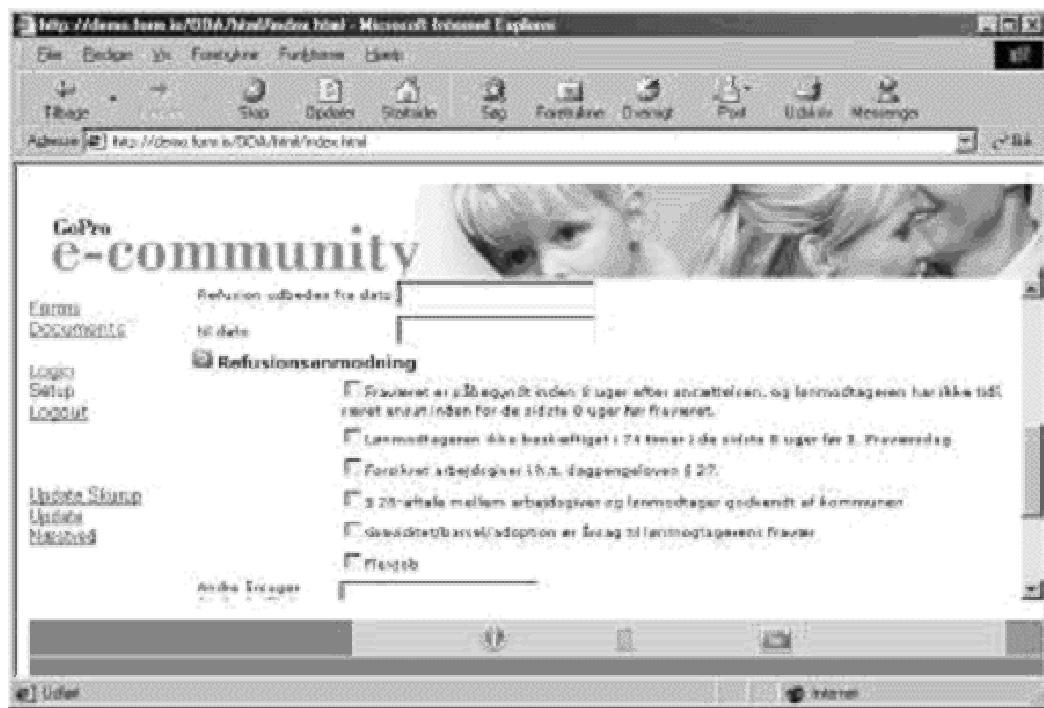 http://demo.form.is/DDA/html/index.html - Microsoft Internet Explorer
File Rediger Vis Foretrukne Funktioner Hjælp
Tilbage Stop Opdater Startside Søg Foretrukne Oversigt Post Udskriv Messenger
Adresse http://demo.form.is/DDA/html/index.html
GoPro
e-community
Refusion udbedes fra dato
til dato
Forms
Documents
Refusionsanmodning
Login
Setup
Logout
Fraværet er påbegyndt inden 8 uger efter ansættelsen, og lønmodtageren har ikke tidl.
været ansat inden for de sidste 8 uger før fraværet.
Lønmodtageren ikke beskæftiget i 74 timer i de sidste 8 uger før 1. Fraværsdag.
Forsikret arbejdsgiver i h.t. dagpengeloven § 27.
§ 28-aftale mellem arbejdsgiver og lønmodtager godkendt af kommunen
Graviditet/barsel/adoption er årsag til lønmodtagerens fravær
Flexjob
Update Skurup
Update
Næstved
Andre årsager
Udført
Internet